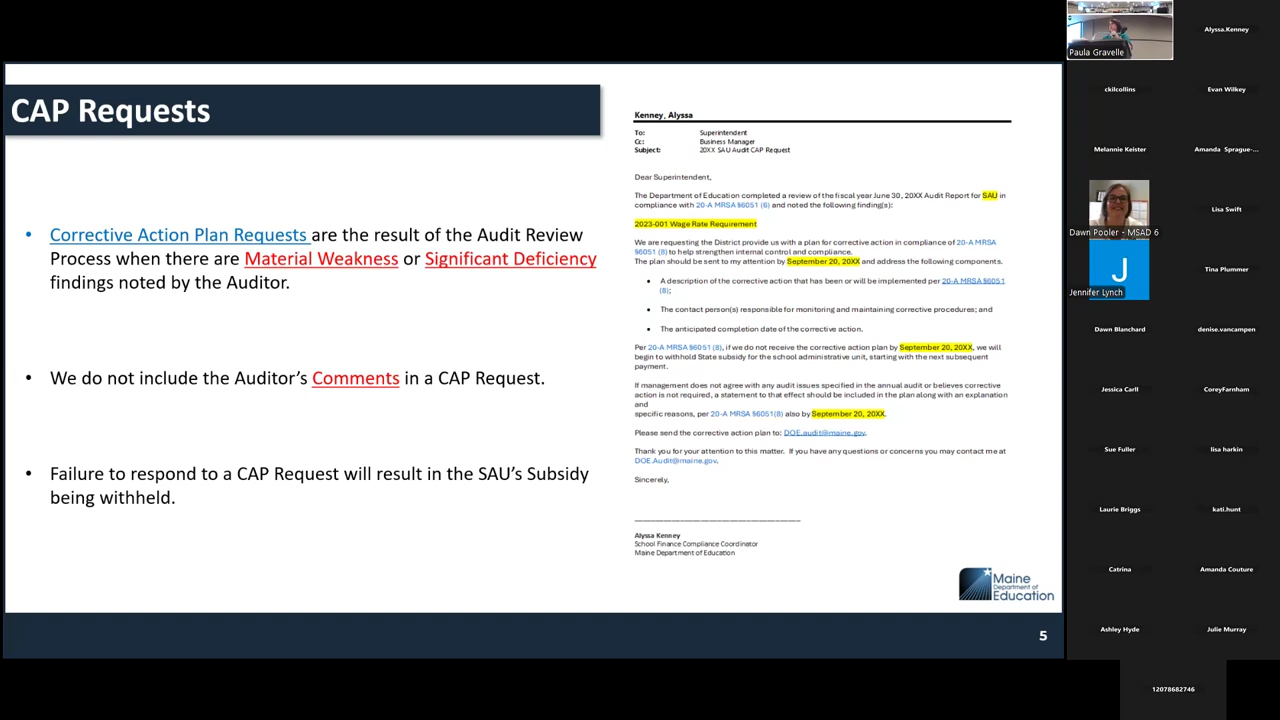 CAP Requests
• Corrective Action Plan Requests are the result of the Audit Review
Process when there are Material Weakness or Significant Deficiency
findings noted by the Auditor.
• We do not include the Auditor's Comments in a CAP Request.
• Failure to respond to a CAP Request will result in the SAU's Subsidy
being withheld.
Kenney, Alyssa
To: Superintendent
Cc: Business Manager
Subject: 20XX SAU Audit CAP Request
Dear Superintendent,
The Department of Education completed a review of the fiscal year June 30, 20XX Audit Report for SAU in
compliance with 20-A MRSA §6051 (6) and noted the following finding(s):
2023-001 Wage Rate Requirement
We are requesting the District provide us with a plan for corrective action in compliance of 20-A MRSA
§6051 (8) to help strengthen internal control and compliance.
The plan should be sent to my attention by September 20, 20XX and address the following components.
• A description of the corrective action that has been or will be implemented per 20-A MRSA §6051
(8);
• The contact person(s) responsible for monitoring and maintaining corrective procedures; and
• The anticipated completion date of the corrective action.
Per 20-A MRSA §6051 (8), if we do not receive the corrective action plan by September 20, 20XX, we will
begin to withhold State subsidy for the school administrative unit, starting with the next subsequent
payment.
If management does not agree with any audit issues specified in the annual audit or believes corrective
action is not required, a statement to that effect should be included in the plan along with an explanation
and
specific reasons, per 20-A MRSA §6051(8) also by September 20, 20XX.
Please send the corrective action plan to: DOE.audit@maine.gov.
Thank you for your attention to this matter. If you have any questions or concerns you may contact me at
DOE.Audit@maine.gov.
Sincerely,
Alyssa Kenney
School Finance Compliance Coordinator
Maine Department of Education
Maine
Department of
Education
5
Paula Gravelle
Alyssa.Kenney
ckilcollins
Evan Wilkey
Melannie Keister
Amanda Sprague-...
Dawn Pooler - MSAD 6
Lisa Swift
J
Jennifer Lynch
Tina Plummer
Dawn Blanchard
denise.vancampen
Jessica Carll
CoreyFarnham
Sue Fuller
lisa harkin
Laurie Briggs
kati.hunt
Catrina
Amanda Couture
Ashley Hyde
Julie Murray
12078682746